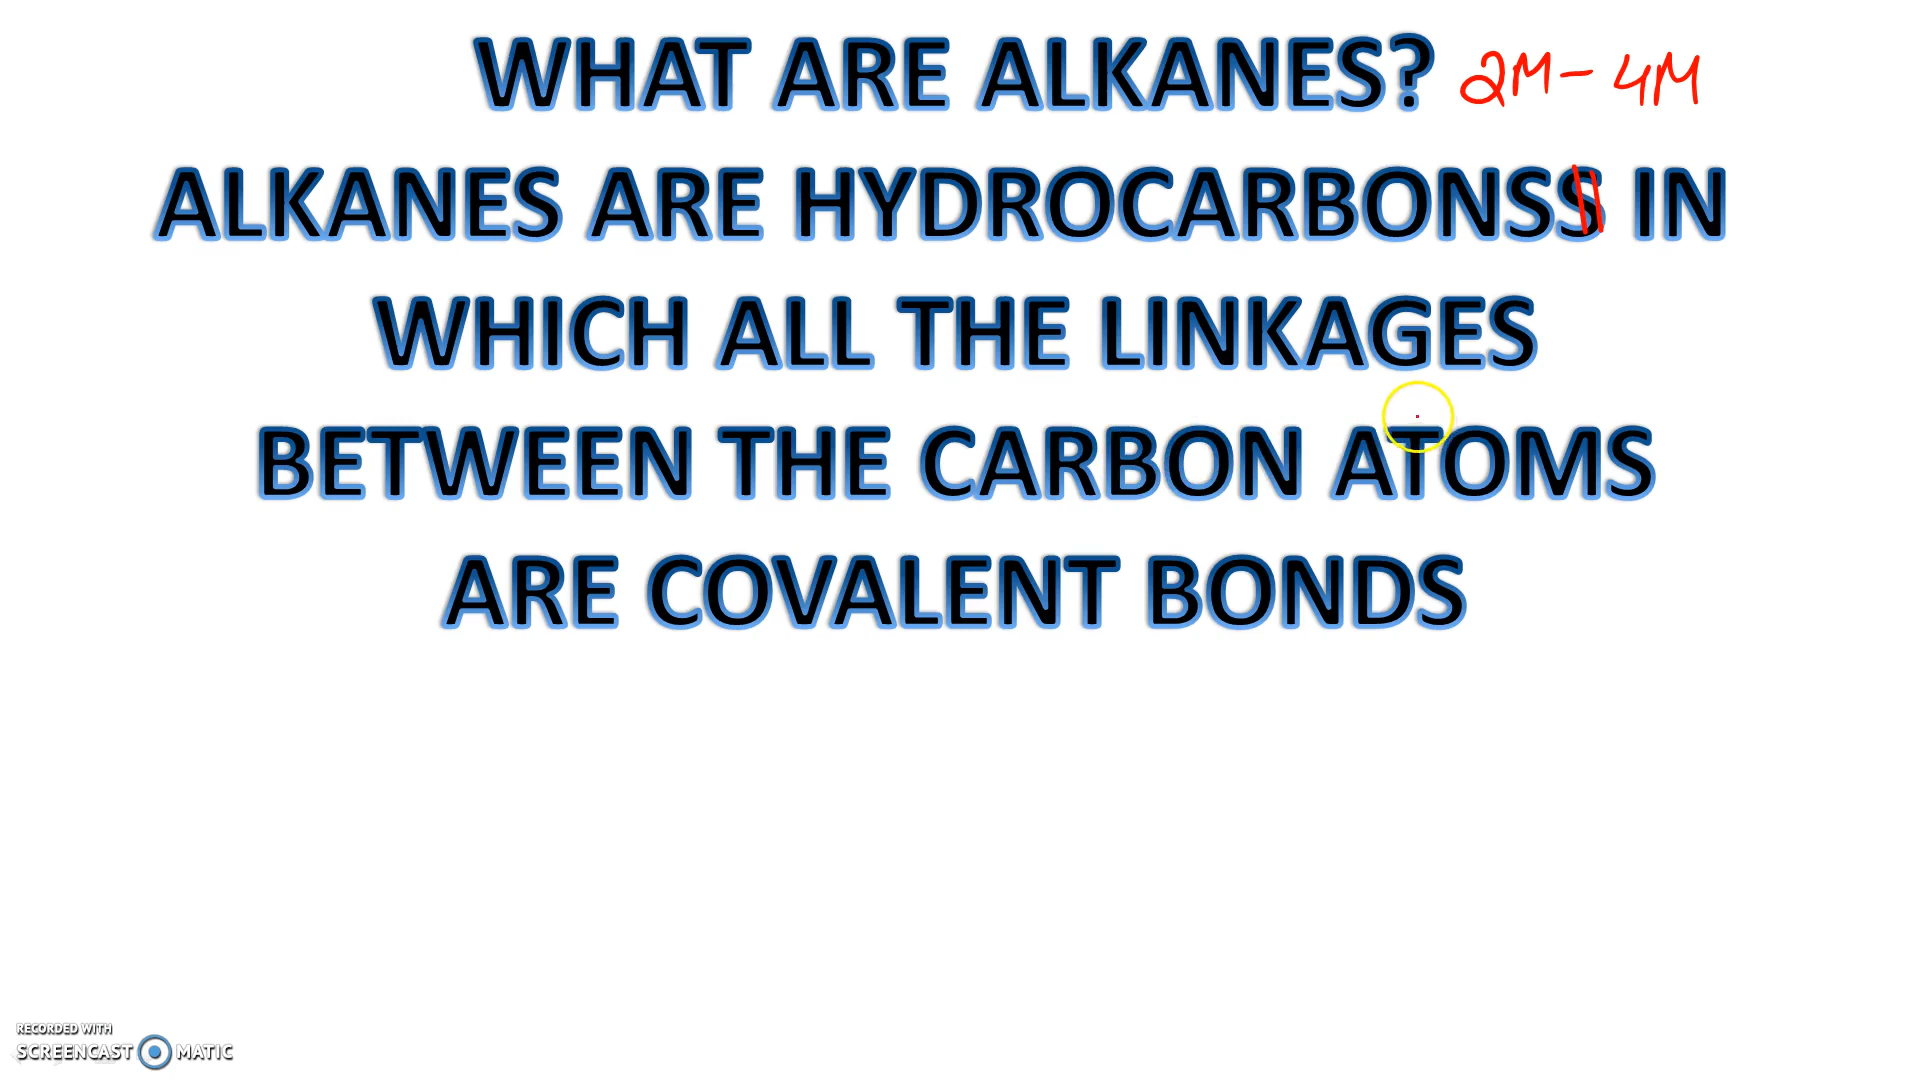 WHAT ARE ALKANES? 2M - 4M
ALKANES ARE HYDROCARBONSS IN
WHICH ALL THE LINKAGES
BETWEEN THE CARBON ATOMS
ARE COVALENT BONDS
RECORDED WITH
SCREENCAST MATIC